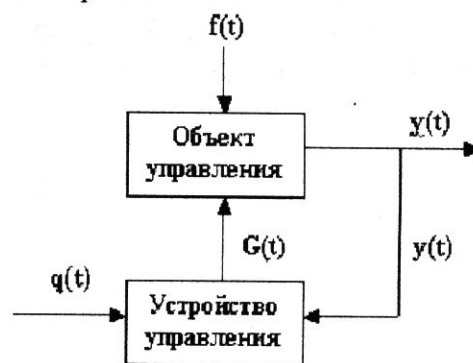 f(t)
Объект
управления
y(t)
G(t)
y(t)
q(t)
Устройство
управления